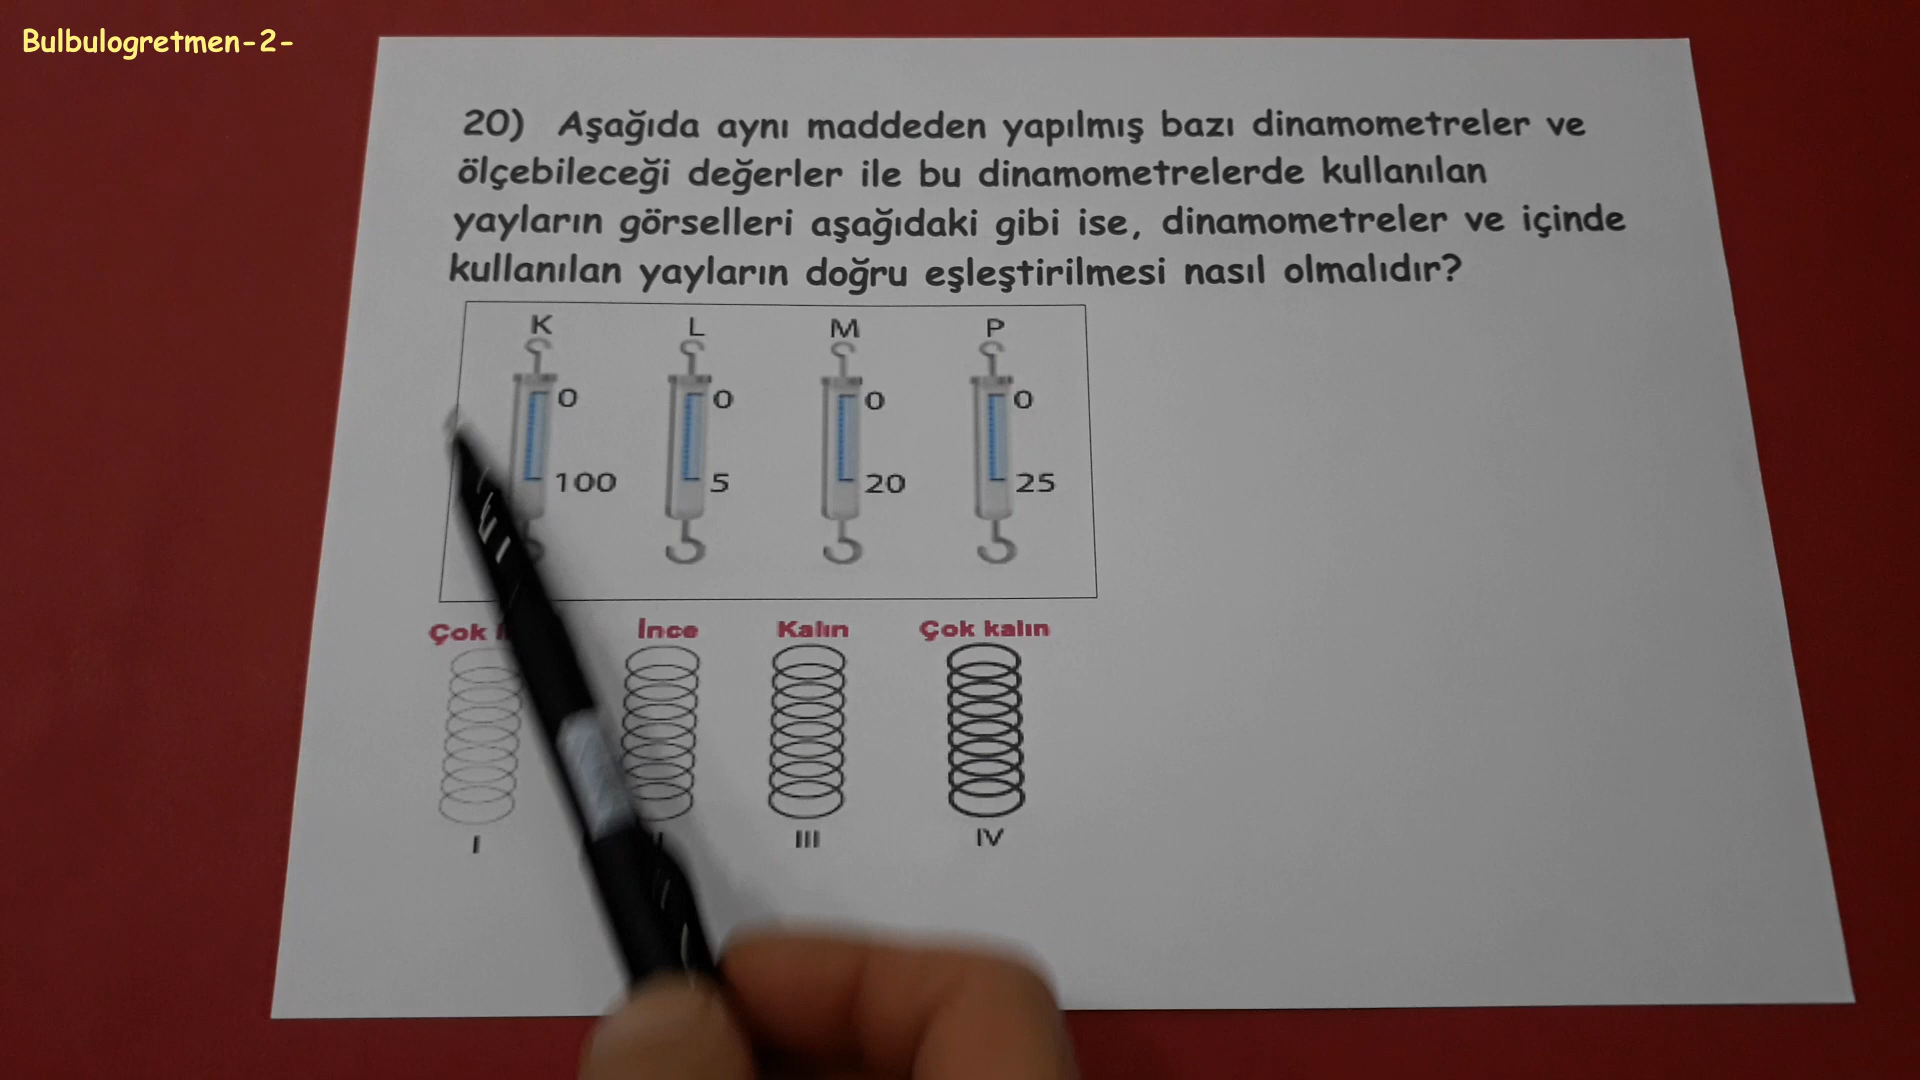 Bulbulogretmen-2-
20) Aşağıda aynı maddeden yapılmış bazı dinamometreler ve
ölçebileceği değerler ile bu dinamometrelerde kullanılan
yayların görselleri aşağıdaki gibi ise, dinamometreler ve içinde
kullanılan yayların doğru eşleştirilmesi nasıl olmalıdır?
K L M P
0 0 0 0
100 5 20 25
Çok İnce Kalın Çok kalın
I III IV